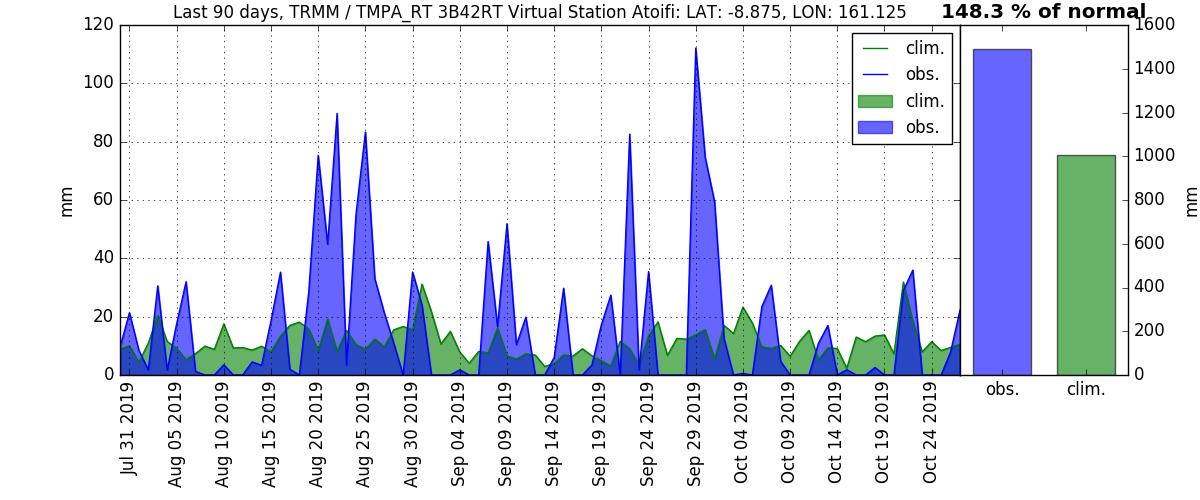 Last 90 days, TRMM / TMPA_RT 3B42RT Virtual Station Atoifi: LAT: -8.875, LON: 161.125
148.3 % of normal
120
100
80
60
40
20
0
mm
clim.
obs.
clim.
obs.
Jul 31 2019
Aug 05 2019
Aug 10 2019
Aug 15 2019
Aug 20 2019
Aug 25 2019
Aug 30 2019
Sep 04 2019
Sep 09 2019
Sep 14 2019
Sep 19 2019
Sep 24 2019
Sep 29 2019
Oct 04 2019
Oct 09 2019
Oct 14 2019
Oct 19 2019
Oct 24 2019
1600
1400
1200
1000
800
600
400
200
0
mm
obs.
clim.